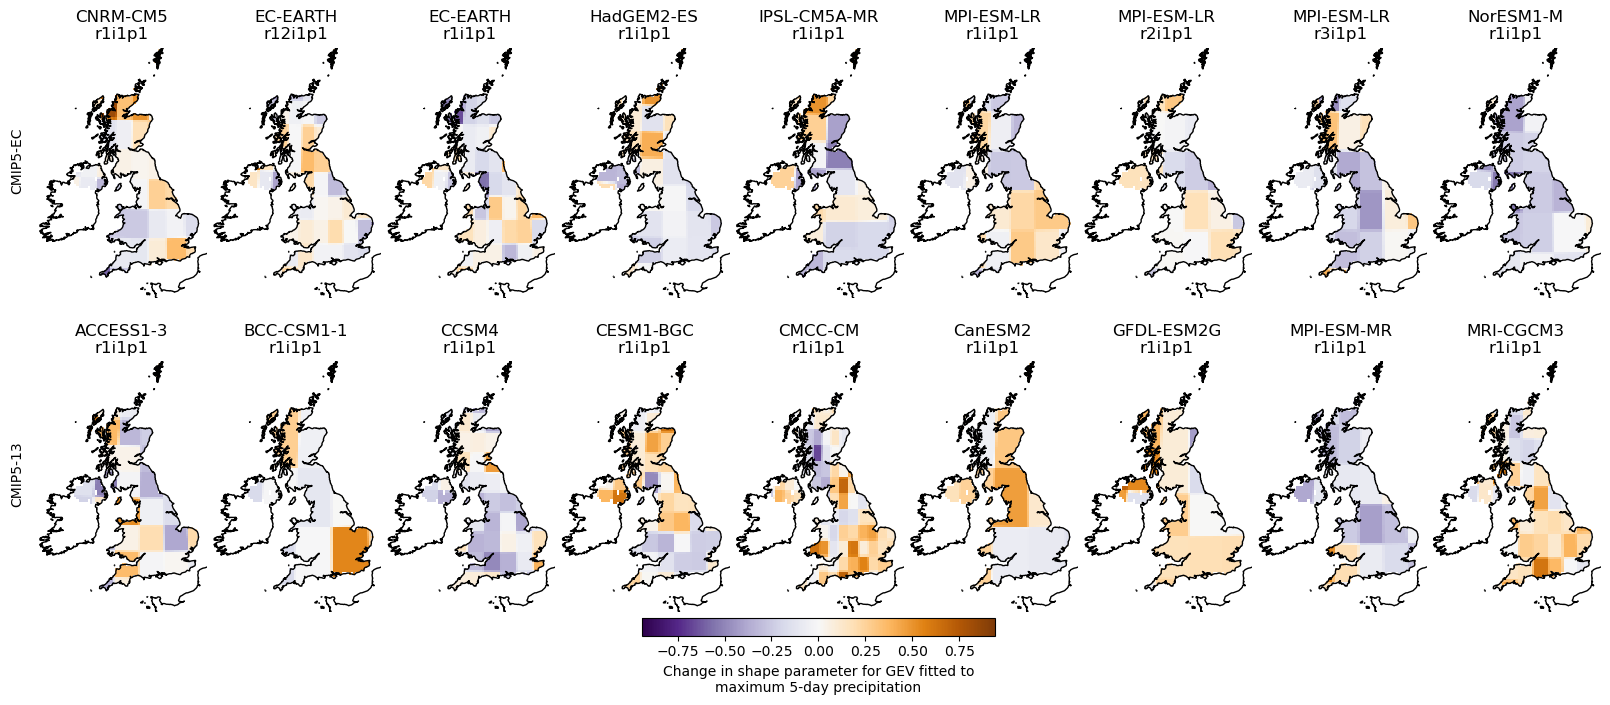 CNRM-CM5
r1i1p1
EC-EARTH
r12i1p1
EC-EARTH
r1i1p1
HadGEM2-ES
r1i1p1
IPSL-CM5A-MR
r1i1p1
MPI-ESM-LR
r1i1p1
MPI-ESM-LR
r2i1p1
MPI-ESM-LR
r3i1p1
NorESM1-M
r1i1p1
CMIP5-EC
ACCESS1-3
r1i1p1
BCC-CSM1-1
r1i1p1
CCSM4
r1i1p1
CESM1-BGC
r1i1p1
CMCC-CM
r1i1p1
CanESM2
r1i1p1
GFDL-ESM2G
r1i1p1
MPI-ESM-MR
r1i1p1
MRI-CGCM3
r1i1p1
CMIP5-13
−0.75 −0.50 −0.25 0.00 0.25 0.50 0.75
Change in shape parameter for GEV fitted to
maximum 5-day precipitation